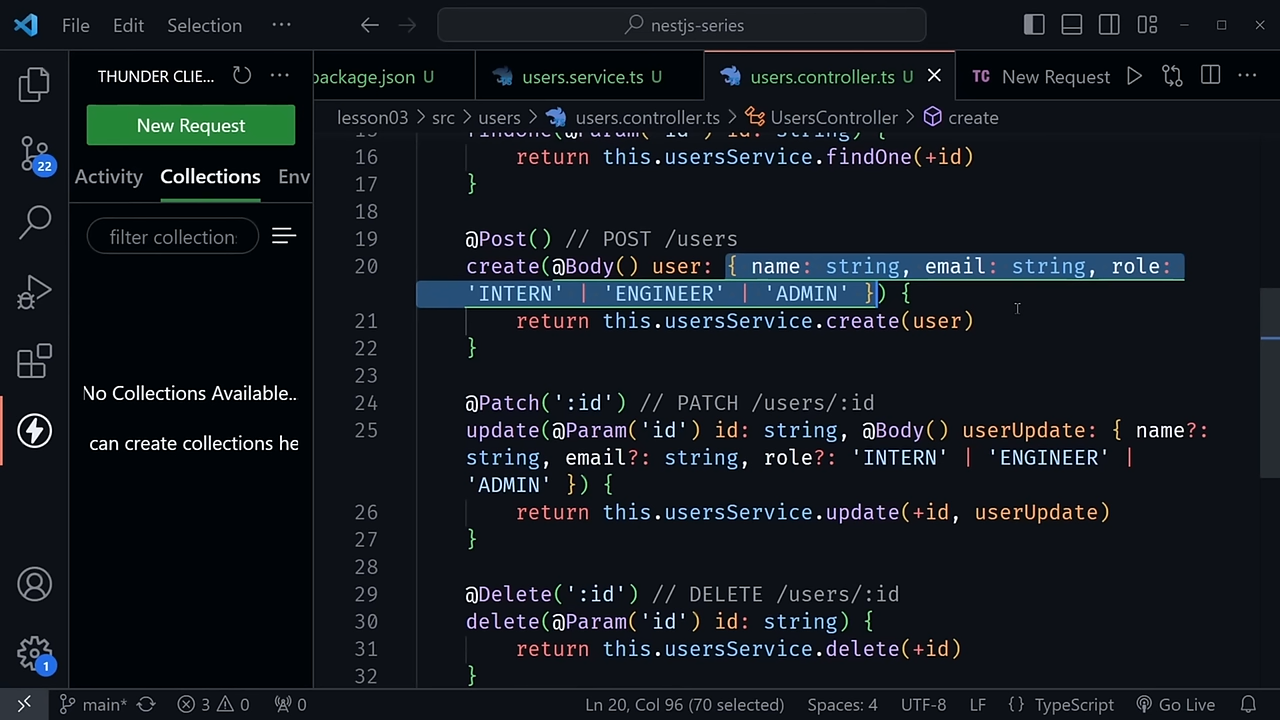 File Edit Selection ··· nestjs-series
THUNDER CLIE... ···
package.json U users.service.ts U users.controller.ts U New Request ···
New Request
lesson03 > src > users > users.controller.ts > UsersController > create
Activity Collections Env
filter collection:
No Collections Available..
can create collections he
15 findOne(@Param('id') id: string) {
16 return this.usersService.findOne(+id)
17 }
18
19 @Post() // POST /users
20 create(@Body() user: { name: string, email: string, role:
'INTERN' | 'ENGINEER' | 'ADMIN' }) {
21 return this.usersService.create(user)
22 }
23
24 @Patch(':id') // PATCH /users/:id
25 update(@Param('id') id: string, @Body() userUpdate: { name?:
string, email?: string, role?: 'INTERN' | 'ENGINEER' |
'ADMIN' }) {
26 return this.usersService.update(+id, userUpdate)
27 }
28
29 @Delete(':id') // DELETE /users/:id
30 delete(@Param('id') id: string) {
31 return this.usersService.delete(+id)
32 }
22
1
main* 3 0 0 Ln 20, Col 96 (70 selected) Spaces: 4 UTF-8 LF {} TypeScript Go Live